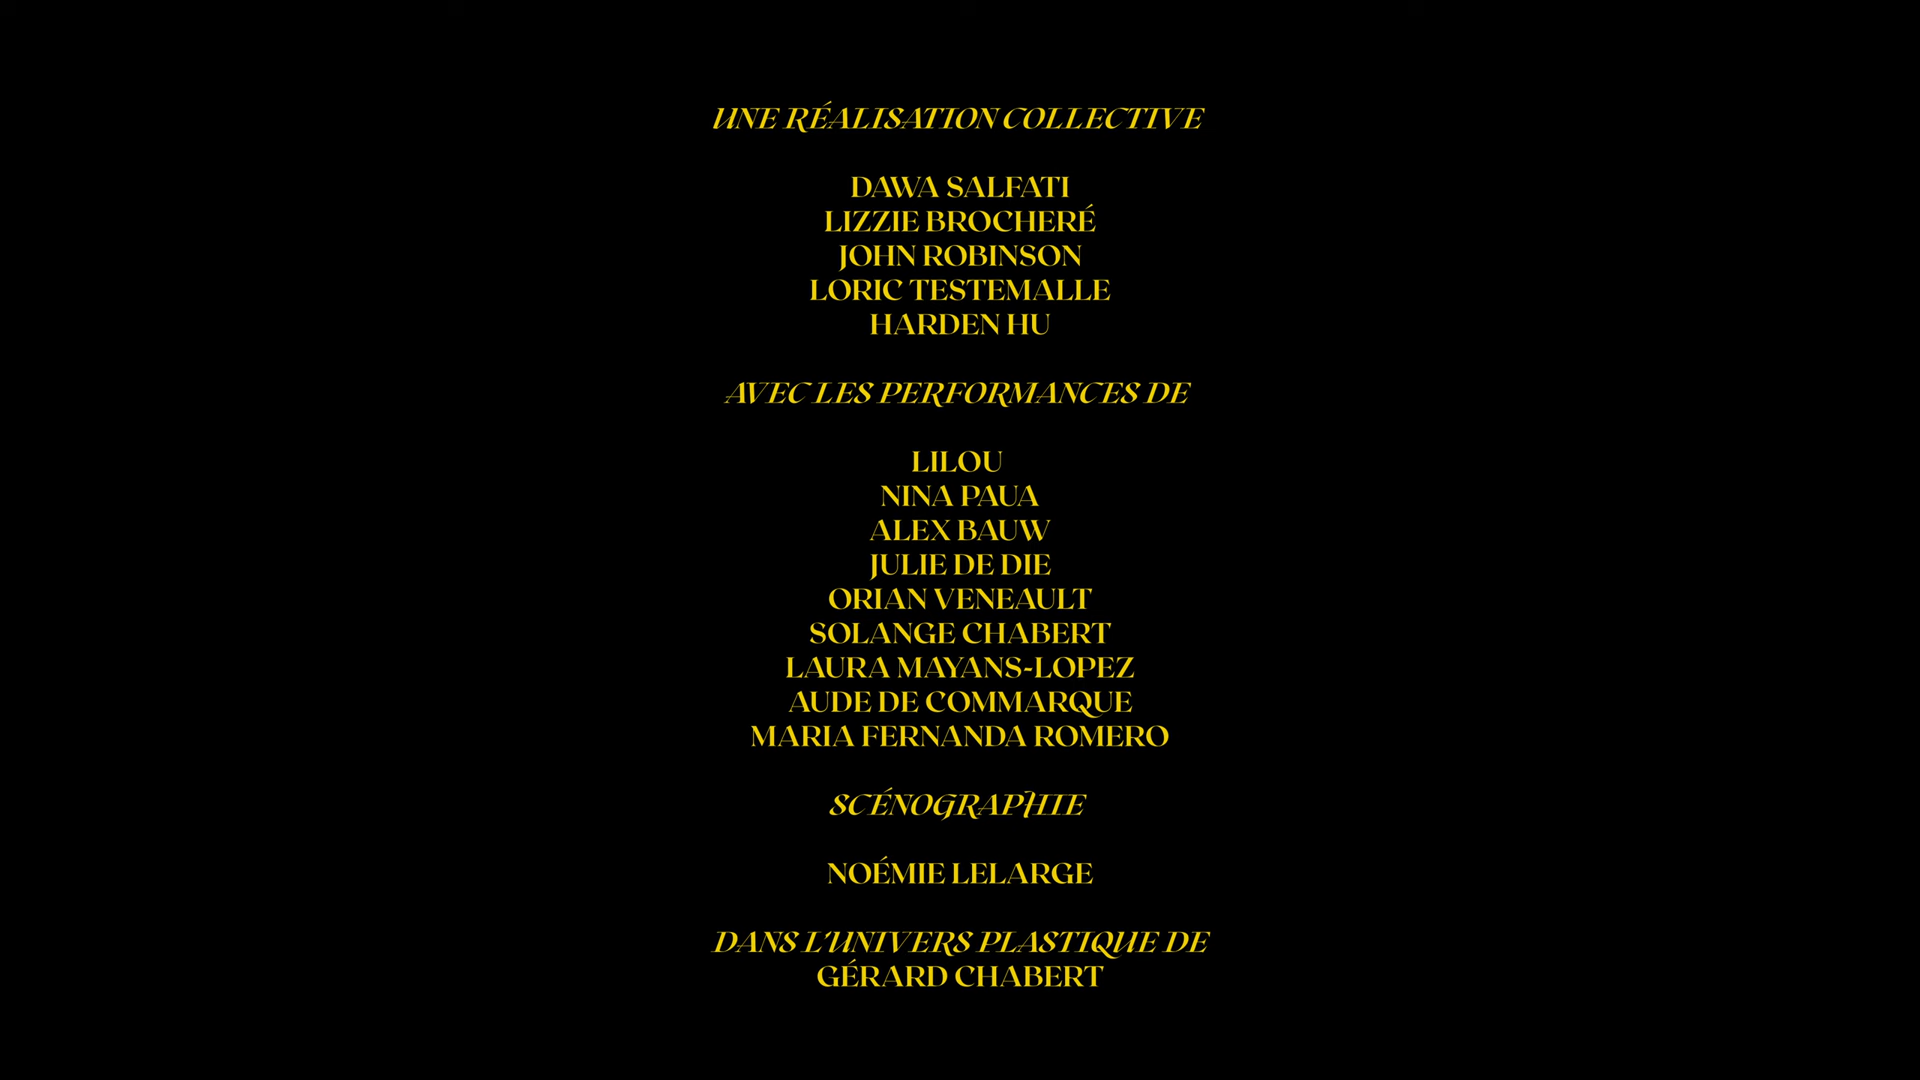 UNE RÉALISATION COLLECTIVE
DAWA SALFATI
LIZZIE BROCHERÉ
JOHN ROBINSON
LORIC TESTEMALLE
HARDEN HU
AVEC LES PERFORMANCES DE
LILOU
NINA PAUA
ALEX BAUW
JULIE DE DIE
ORIAN VENEAULT
SOLANGE CHABERT
LAURA MAYANS-LOPEZ
AUDE DE COMMARQUE
MARIA FERNANDA ROMERO
SCÉNOGRAPHIE
NOÉMIE LELARGE
DANS L'UNIVERS PLASTIQUE DE
GÉRARD CHABERT